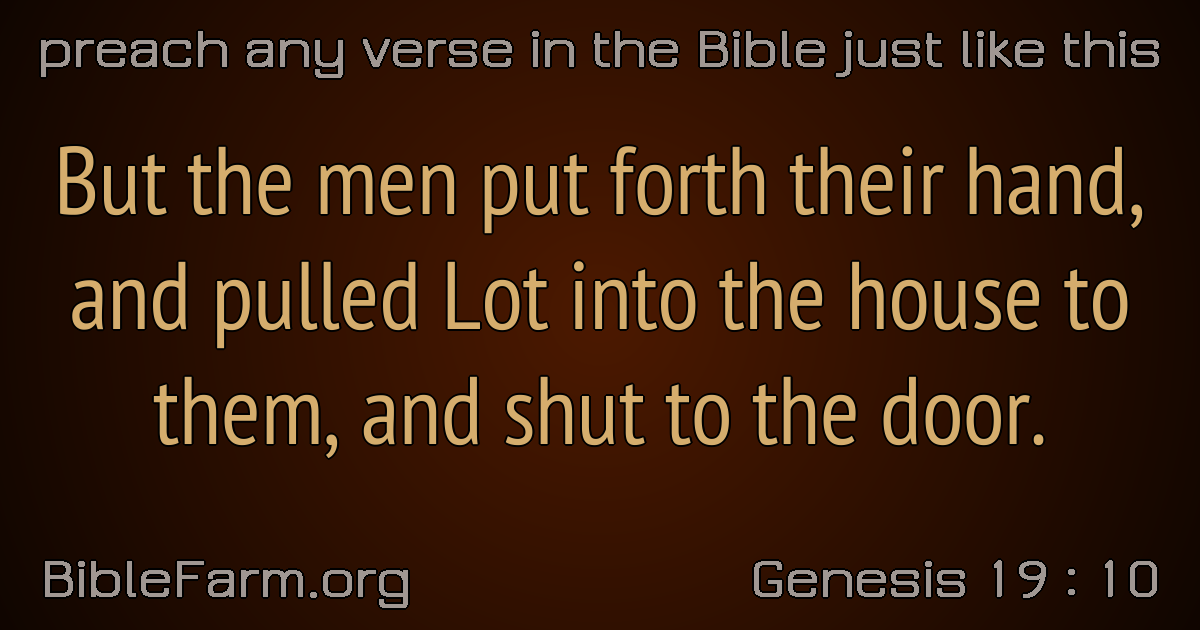 preach any verse in the Bible just like this
But the men put forth their hand,
and pulled Lot into the house to
them, and shut to the door.
BibleFarm.org
Genesis 19 : 10